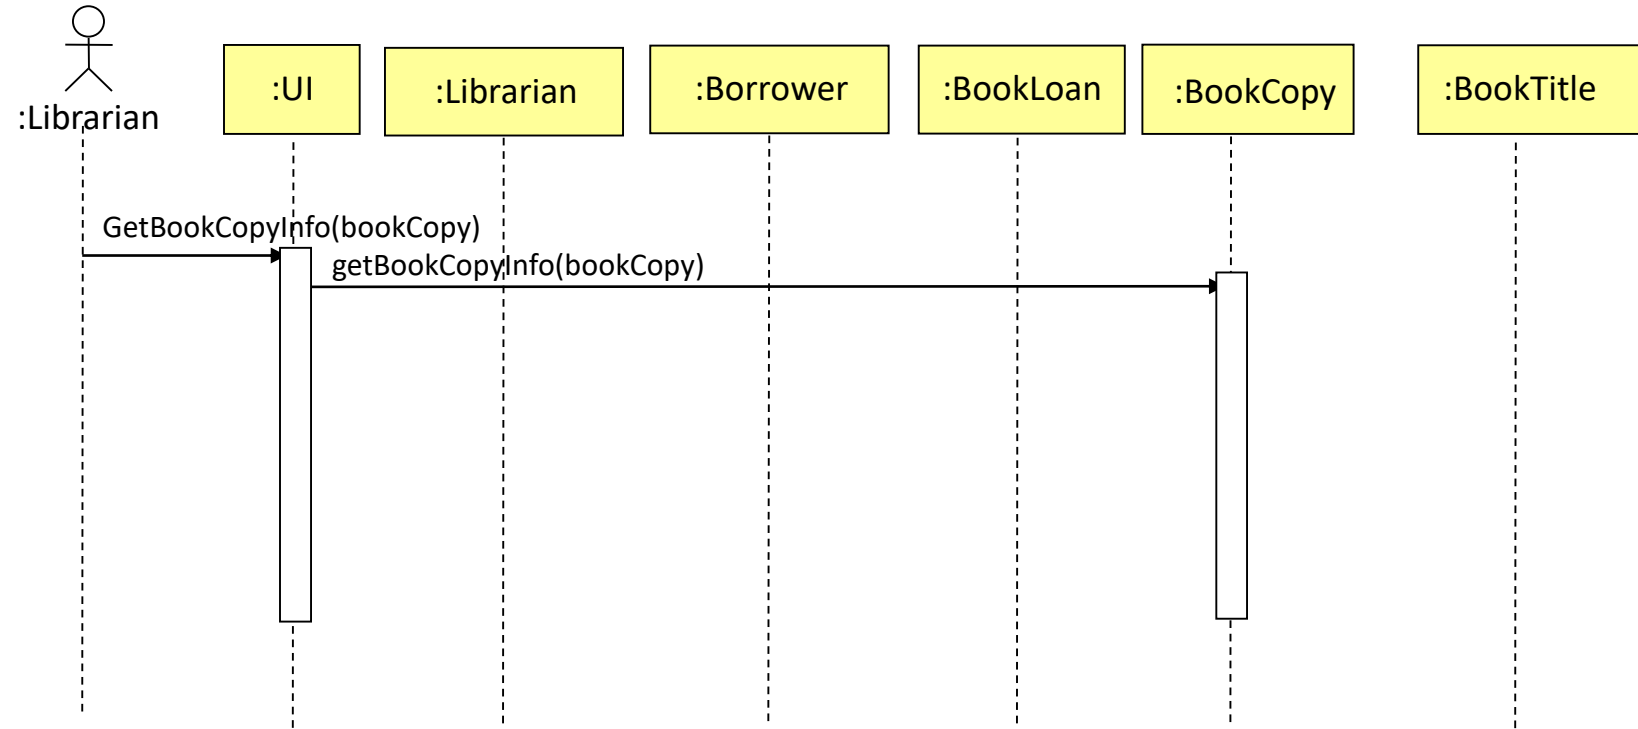 :Librarian
:UI
:Librarian
:Borrower
:BookLoan
:BookCopy
:BookTitle
GetBookCopyInfo(bookCopy)
getBookCopyInfo(bookCopy)